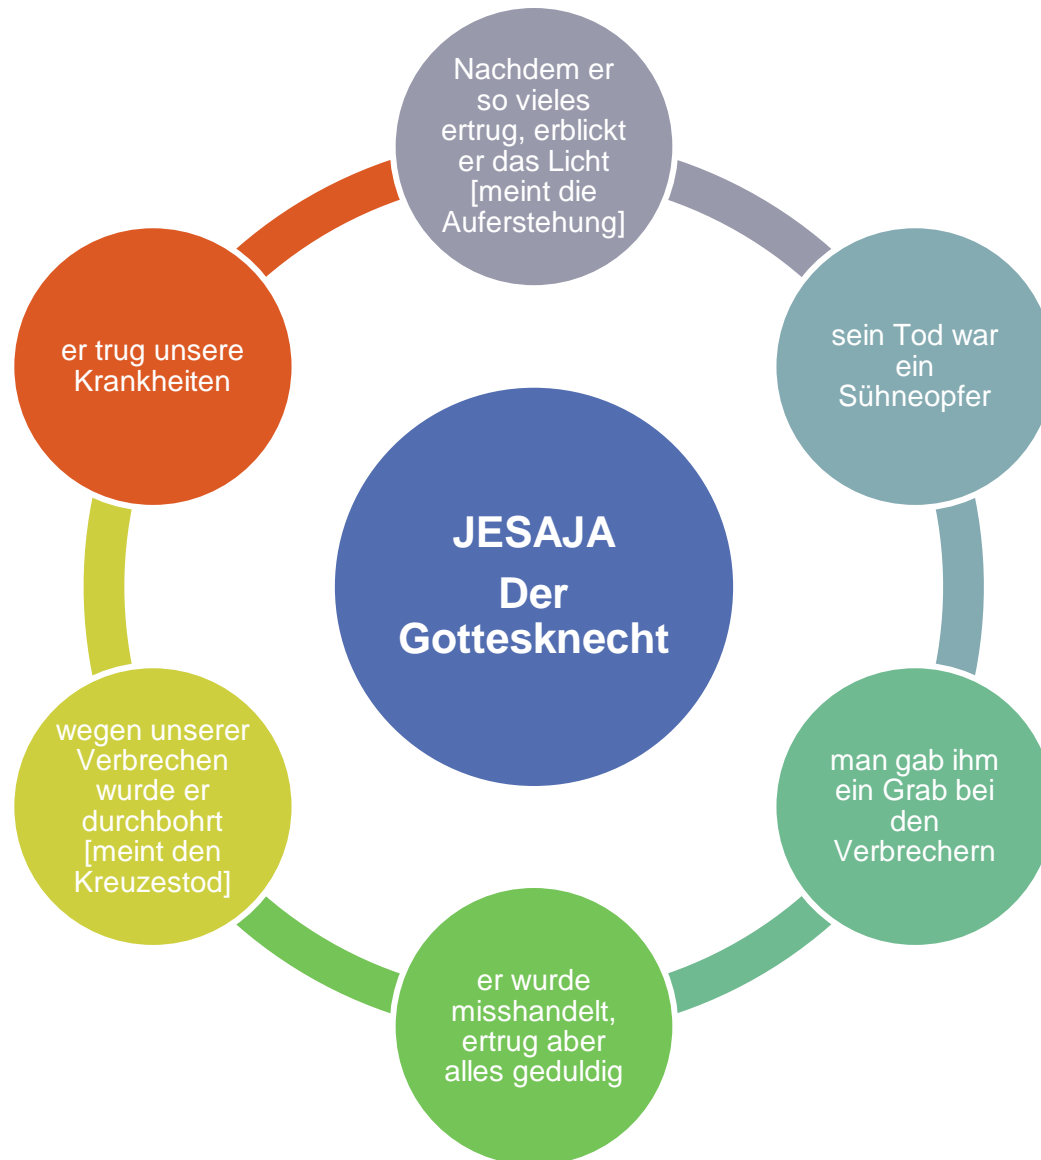 Nachdem er
so vieles
ertrug, erblickt
er das Licht
[meint die
Auferstehung]
sein Tod war
ein
Sühneopfer
man gab ihm
ein Grab bei
den
Verbrechern
er wurde
misshandelt,
ertrug aber
alles geduldig
wegen unserer
Verbrechen
wurde er
durchbohrt
[meint den
Kreuzestod]
er trug unsere
Krankheiten
JESAJA
Der
Gottesknecht